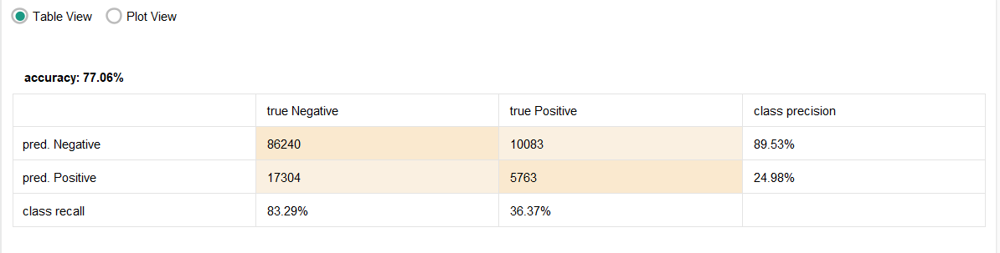 Table View Plot View
accuracy: 77.06%
true Negative true Positive class precision
pred. Negative 86240 10083 89.53%
pred. Positive 17304 5763 24.98%
class recall 83.29% 36.37%